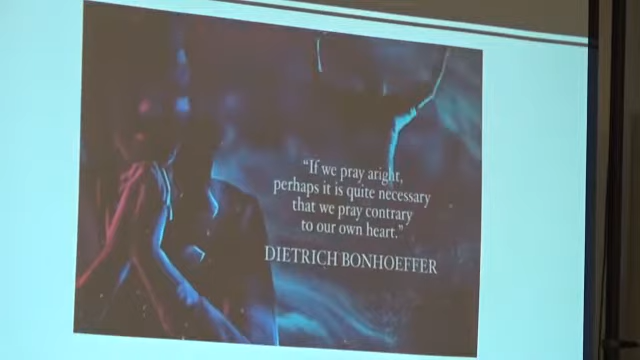 “If we pray aright,
perhaps it is quite necessary
that we pray contrary
to our own heart.”
DIETRICH BONHOEFFER